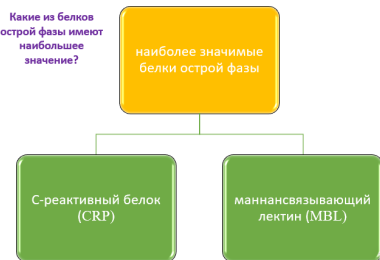 Какие из белков
острой фазы имеют
наибольшее
значение?
наиболее значимые
белки острой фазы
С-реактивный белок
(CRP)
маннансвязывающий
лектин (MBL)